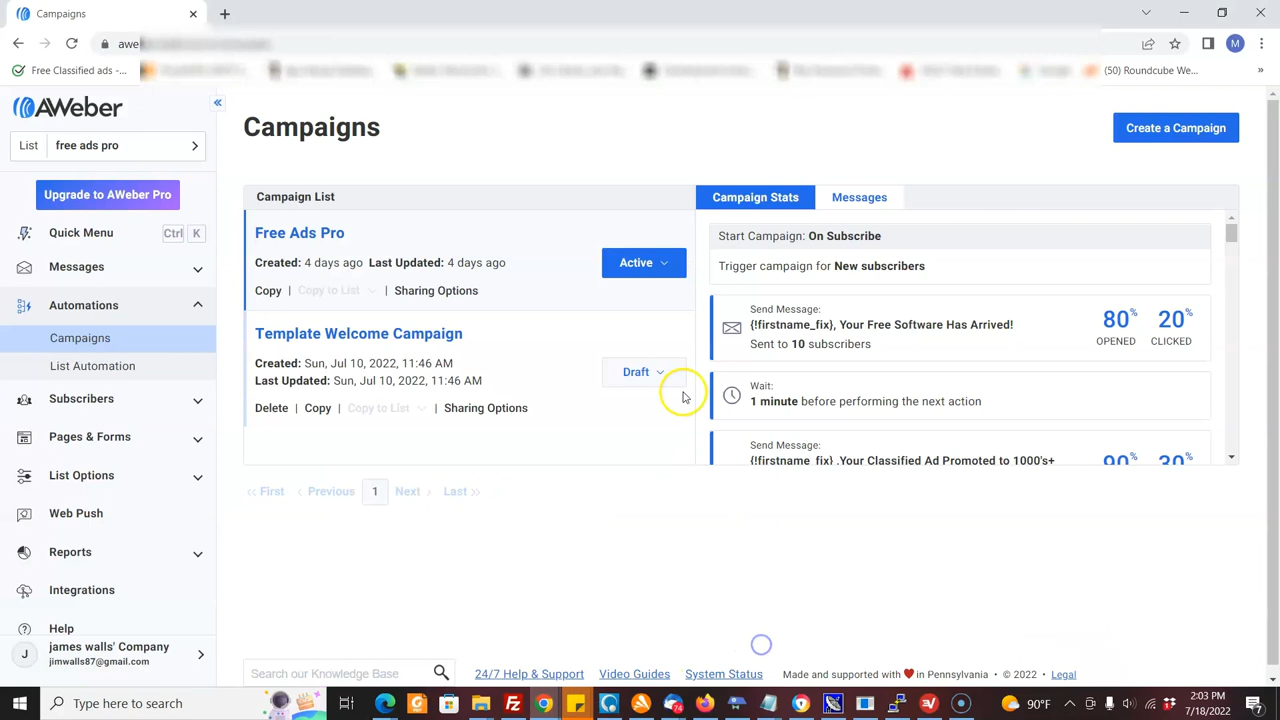 Campaigns
awe
Free Classified ads - ...
(50) Roundcube We...
M
AWeber
List free ads pro
Upgrade to AWeber Pro
Quick Menu Ctrl K
Messages
Automations
Campaigns
List Automation
Subscribers
Pages & Forms
List Options
Web Push
Reports
Integrations
Help
J
james walls' Company
jimwalls87@gmail.com
Campaigns
Create a Campaign
Campaign List
Free Ads Pro
Created: 4 days ago Last Updated: 4 days ago
Active
Copy | Copy to List | Sharing Options
Template Welcome Campaign
Created: Sun, Jul 10, 2022, 11:46 AM
Last Updated: Sun, Jul 10, 2022, 11:46 AM
Draft
Delete | Copy | Copy to List | Sharing Options
Campaign Stats Messages
Start Campaign: On Subscribe
Trigger campaign for New subscribers
Send Message:
{!firstname_fix}, Your Free Software Has Arrived!
Sent to 10 subscribers
80% 20%
OPENED CLICKED
Wait:
1 minute before performing the next action
Send Message:
{!firstname_fix} ,Your Classified Ad Promoted to 1000's+
90% 30%
‹‹ First ‹ Previous 1 Next › Last ››
Search our Knowledge Base
24/7 Help & Support Video Guides System Status Made and supported with ❤ in Pennsylvania • © 2022 • Legal
Type here to search
74
90°F
2:03 PM
7/18/2022
7